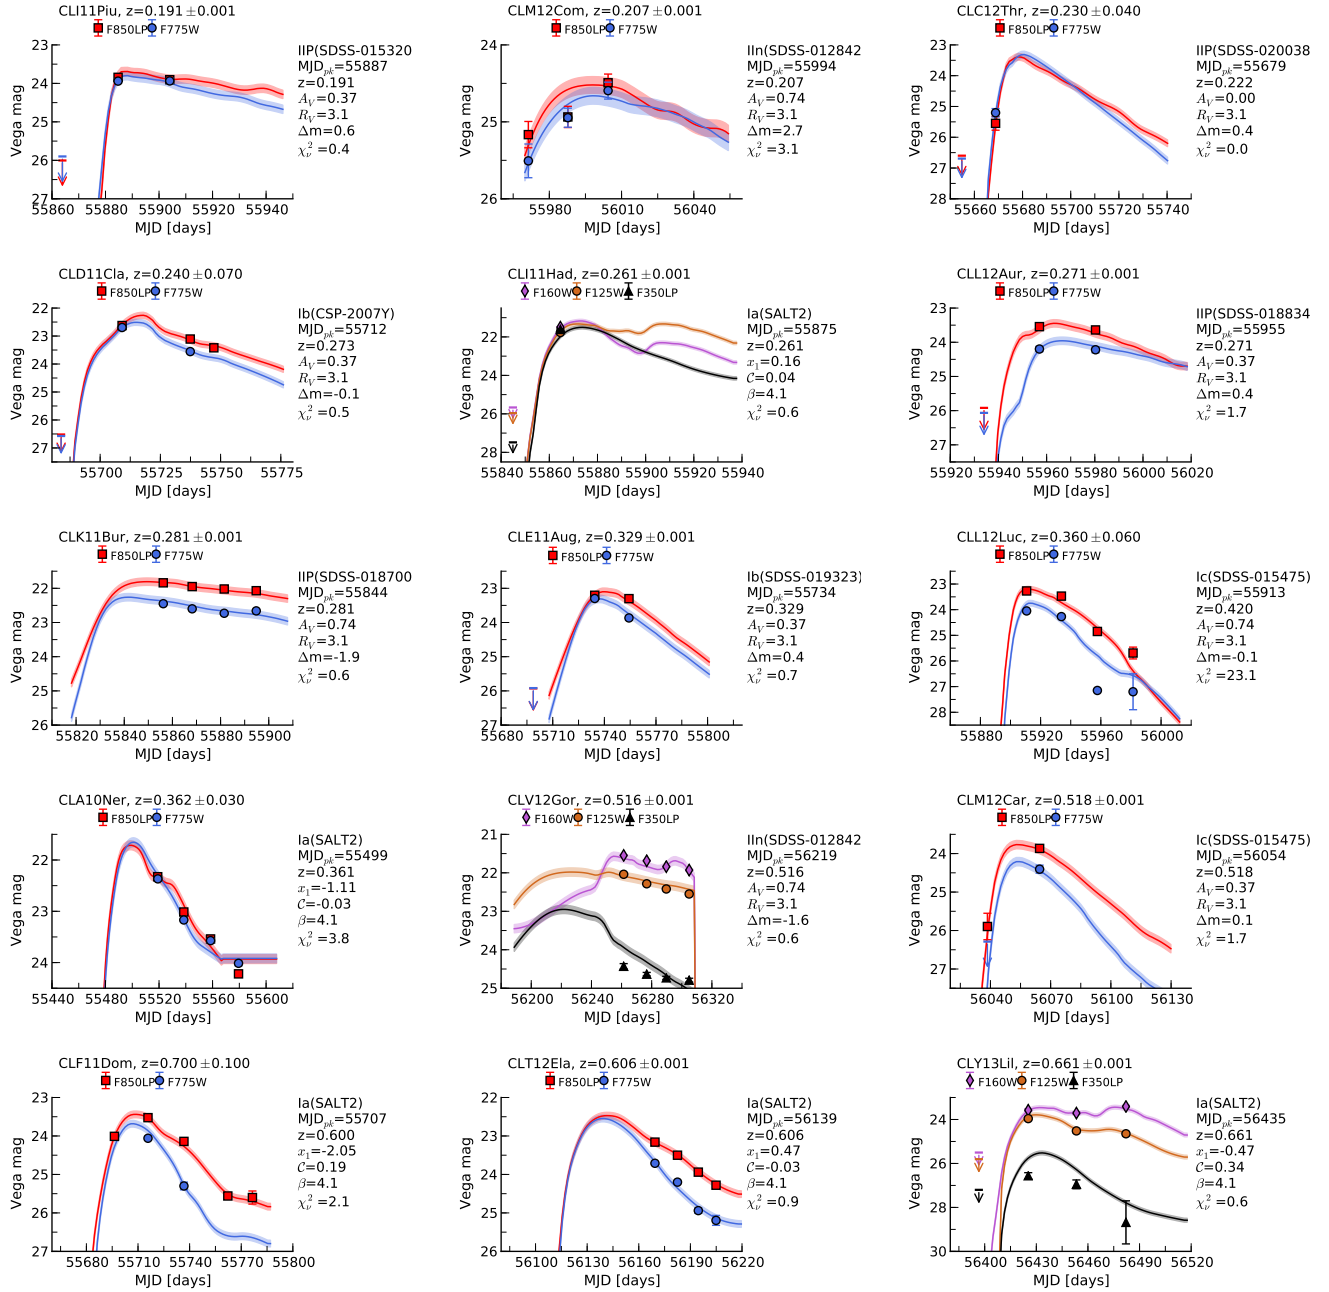 CLI11Piu, z=0.191±0.001
F850LP F775W
23
24
25
26
27
Vega mag
55860 55880 55900 55920 55940
MJD [days]
IIP(SDSS-015320
MJDpk=55887
z=0.191
AV=0.37
RV=3.1
Δm=0.6
χν²=0.4
CLM12Com, z=0.207±0.001
F850LP F775W
24
25
26
Vega mag
55980 56010 56040
MJD [days]
IIn(SDSS-012842
MJDpk=55994
z=0.207
AV=0.74
RV=3.1
Δm=2.7
χν²=3.1
CLC12Thr, z=0.230±0.040
F850LP F775W
23
24
25
26
27
28
Vega mag
55660 55680 55700 55720 55740
MJD [days]
IIP(SDSS-020038
MJDpk=55679
z=0.222
AV=0.00
RV=3.1
Δm=0.4
χν²=0.0
CLD11Cla, z=0.240±0.070
F850LP F775W
22
23
24
25
26
27
Vega mag
55700 55725 55750 55775
MJD [days]
Ib(CSP-2007Y)
MJDpk=55712
z=0.273
AV=0.37
RV=3.1
Δm=-0.1
χν²=0.5
CLI11Had, z=0.261±0.001
F160W F125W F350LP
22
24
26
28
Vega mag
55840 55860 55880 55900 55920 55940
MJD [days]
Ia(SALT2)
MJDpk=55875
z=0.261
x1=0.16
C=0.04
β=4.1
χν²=0.6
CLL12Aur, z=0.271±0.001
F850LP F775W
22
23
24
25
26
27
Vega mag
55920 55940 55960 55980 56000 56020
MJD [days]
IIP(SDSS-018834
MJDpk=55955
z=0.271
AV=0.37
RV=3.1
Δm=0.4
χν²=1.7
CLK11Bur, z=0.281±0.001
F850LP F775W
22
23
24
25
26
Vega mag
55820 55840 55860 55880 55900
MJD [days]
IIP(SDSS-018700
MJDpk=55844
z=0.281
AV=0.74
RV=3.1
Δm=-1.9
χν²=0.6
CLE11Aug, z=0.329±0.001
F850LP F775W
22
23
24
25
26
27
Vega mag
55680 55710 55740 55770 55800
MJD [days]
Ib(SDSS-019323)
MJDpk=55734
z=0.329
AV=0.37
RV=3.1
Δm=0.4
χν²=0.7
CLL12Luc, z=0.360±0.060
F850LP F775W
23
24
25
26
27
28
Vega mag
55880 55920 55960 56000
MJD [days]
Ic(SDSS-015475)
MJDpk=55913
z=0.420
AV=0.74
RV=3.1
Δm=-0.1
χν²=23.1
CLA10Ner, z=0.362±0.030
F850LP F775W
22
23
24
Vega mag
55440 55480 55520 55560 55600
MJD [days]
Ia(SALT2)
MJDpk=55499
z=0.361
x1=-1.11
C=-0.03
β=4.1
χν²=3.8
CLV12Gor, z=0.516±0.001
F160W F125W F350LP
21
22
23
24
25
Vega mag
56200 56240 56280 56320
MJD [days]
IIn(SDSS-012842
MJDpk=56219
z=0.516
AV=0.74
RV=3.1
Δm=-1.6
χν²=0.6
CLM12Car, z=0.518±0.001
F850LP F775W
24
25
26
27
Vega mag
56040 56070 56100 56130
MJD [days]
Ic(SDSS-015475)
MJDpk=56054
z=0.518
AV=0.37
RV=3.1
Δm=0.1
χν²=1.7
CLF11Dom, z=0.700±0.100
F850LP F775W
23
24
25
26
27
Vega mag
55680 55710 55740 55770 55800
MJD [days]
Ia(SALT2)
MJDpk=55707
z=0.600
x1=-2.05
C=0.19
β=4.1
χν²=2.1
CLT12Ela, z=0.606±0.001
F850LP F775W
22
23
24
25
26
Vega mag
56100 56130 56160 56190 56220
MJD [days]
Ia(SALT2)
MJDpk=56139
z=0.606
x1=0.47
C=-0.03
β=4.1
χν²=0.9
CLY13Lil, z=0.661±0.001
F160W F125W F350LP
24
26
28
30
Vega mag
56400 56430 56460 56490 56520
MJD [days]
Ia(SALT2)
MJDpk=56435
z=0.661
x1=-0.47
C=0.34
β=4.1
χν²=0.6